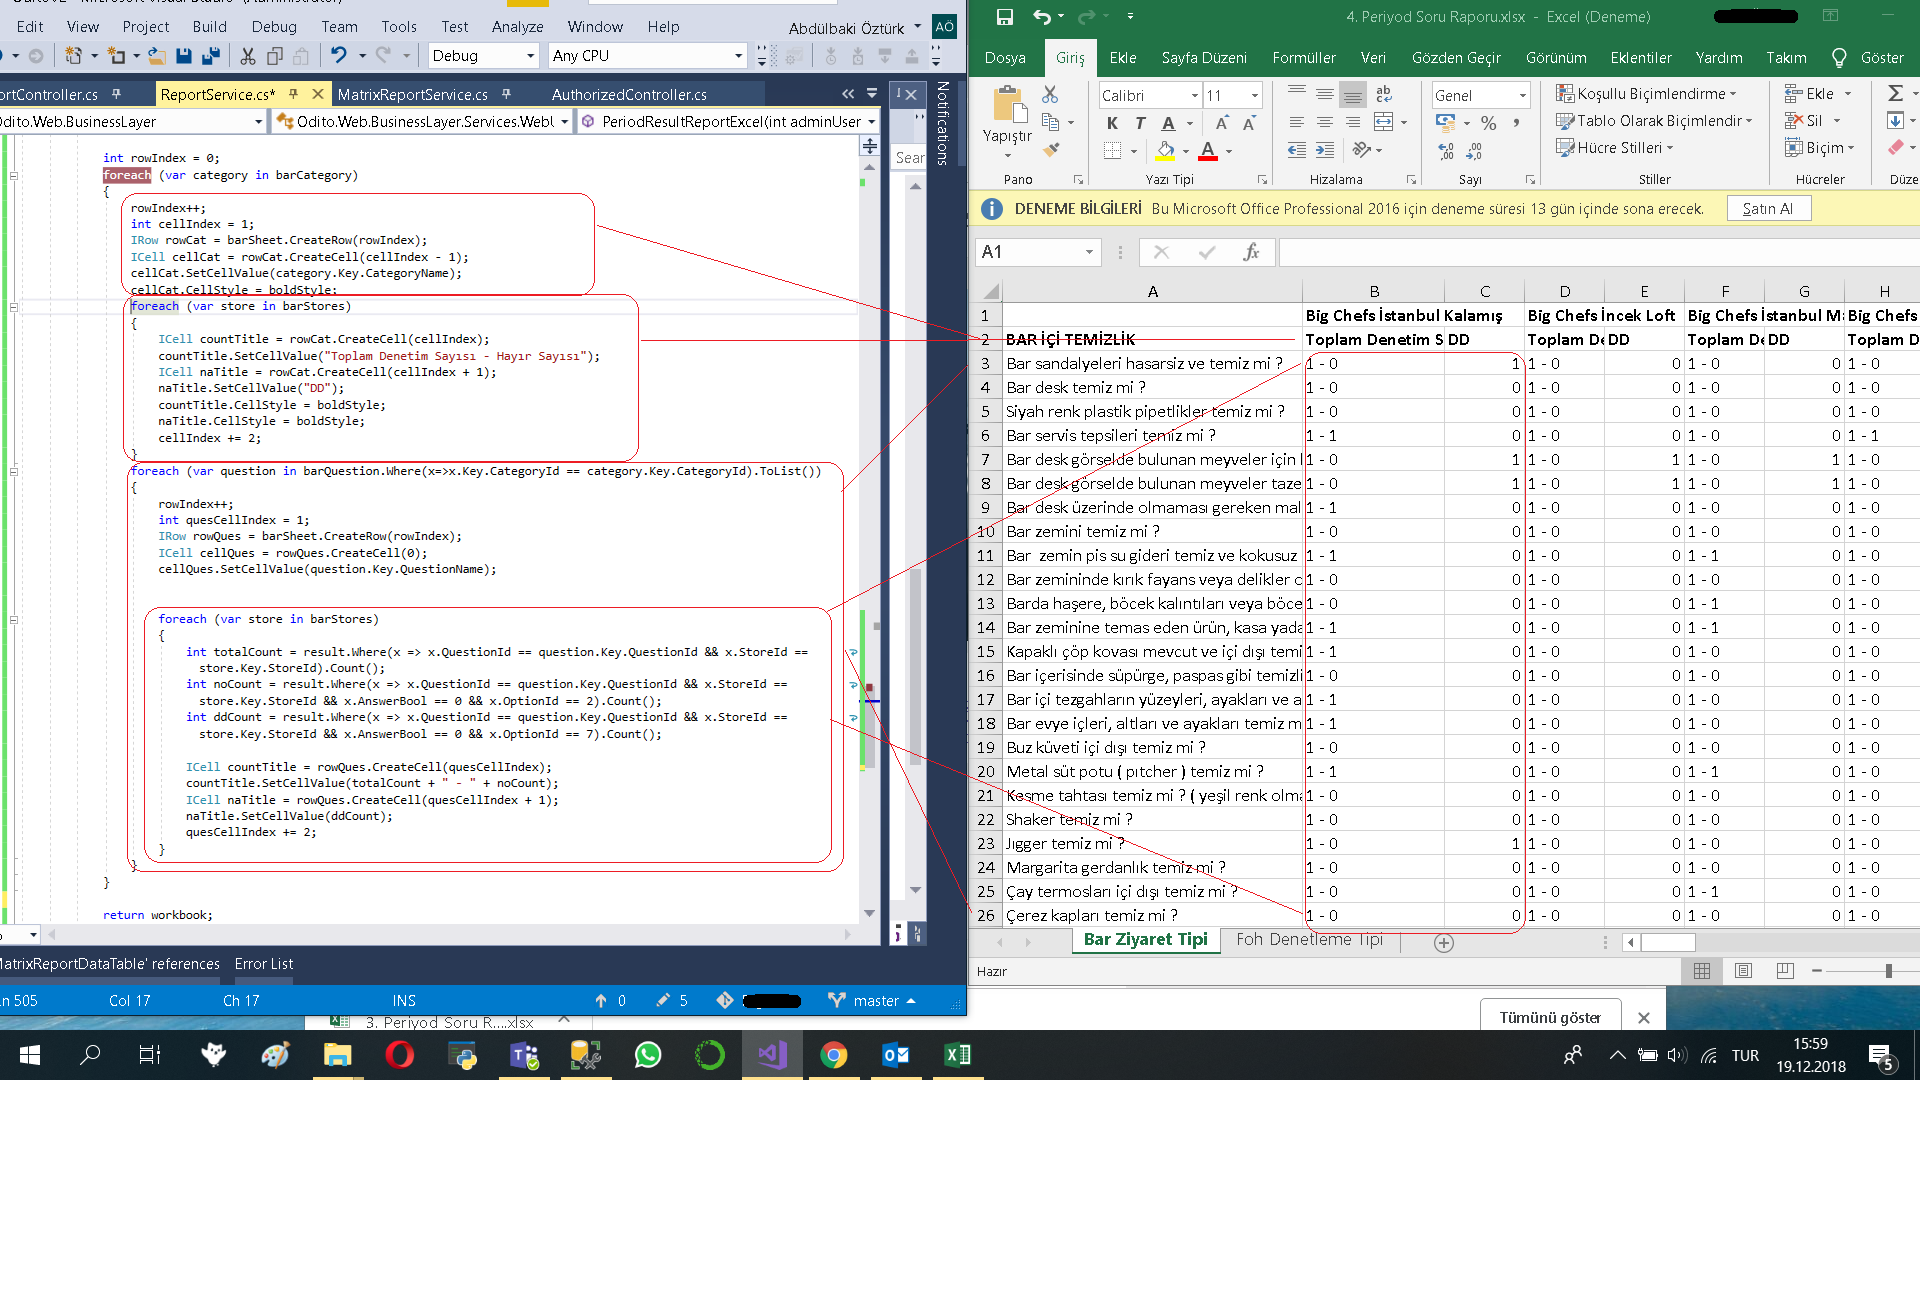 Edit View Project Build Debug Team Tools Test Analyze Window Help Abdülbaki Öztürk AÖ
Debug Any CPU
ortController.cs ReportService.cs* MatrixReportService.cs AuthorizedController.cs
Odito.Web.BusinessLayer Odito.Web.BusinessLayer.Services.WebU PeriodResultReportExcel(int adminUser
Notifications
Sear
int rowIndex = 0;
foreach (var category in barCategory)
{
rowIndex++;
int cellIndex = 1;
IRow rowCat = barSheet.CreateRow(rowIndex);
ICell cellCat = rowCat.CreateCell(cellIndex - 1);
cellCat.SetCellValue(category.Key.CategoryName);
cellCat.CellStyle = boldStyle;
foreach (var store in barStores)
{
ICell countTitle = rowCat.CreateCell(cellIndex);
countTitle.SetCellValue("Toplam Denetim Sayısı - Hayır Sayısı");
ICell naTitle = rowCat.CreateCell(cellIndex + 1);
naTitle.SetCellValue("DD");
countTitle.CellStyle = boldStyle;
naTitle.CellStyle = boldStyle;
cellIndex += 2;
}
foreach (var question in barQuestion.Where(x=>x.Key.CategoryId == category.Key.CategoryId).ToList())
{
rowIndex++;
int quesCellIndex = 1;
IRow rowQues = barSheet.CreateRow(rowIndex);
ICell cellQues = rowQues.CreateCell(0);
cellQues.SetCellValue(question.Key.QuestionName);
foreach (var store in barStores)
{
int totalCount = result.Where(x => x.QuestionId == question.Key.QuestionId && x.StoreId ==
store.Key.StoreId).Count();
int noCount = result.Where(x => x.QuestionId == question.Key.QuestionId && x.StoreId ==
store.Key.StoreId && x.AnswerBool == 0 && x.OptionId == 2).Count();
int ddCount = result.Where(x => x.QuestionId == question.Key.QuestionId && x.StoreId ==
store.Key.StoreId && x.AnswerBool == 0 && x.OptionId == 7).Count();
ICell countTitle = rowQues.CreateCell(quesCellIndex);
countTitle.SetCellValue(totalCount + " - " + noCount);
ICell naTitle = rowQues.CreateCell(quesCellIndex + 1);
naTitle.SetCellValue(ddCount);
quesCellIndex += 2;
}
}
}
return workbook;
MatrixReportDataTable' references Error List
Ln 505 Col 17 Ch 17 INS 0 5 master
4. Periyod Soru Raporu.xlsx - Excel (Deneme)
Dosya Giriş Ekle Sayfa Düzeni Formüller Veri Gözden Geçir Görünüm Eklentiler Yardım Takım Göster
Yapıştır
Calibri 11
K T A
Genel
Koşullu Biçimlendirme
Tablo Olarak Biçimlendir
Hücre Stilleri
Ekle
Sil
Biçim
Pano Yazı Tipi Hizalama Sayı Stiller Hücreler Düze
DENEME BİLGİLERİ Bu Microsoft Office Professional 2016 için deneme süresi 13 gün içinde sona erecek. Satın Al
A1 fx
A B C D E F G H
1 Big Chefs İstanbul Kalamış Big Chefs İncek Loft Big Chefs İstanbul Ma Big Chefs
2 BAR İÇİ TEMİZLİK Toplam Denetim S DD Toplam De DD Toplam De DD Toplam D
3 Bar sandalyeleri hasarsız ve temiz mi ? 1 - 0 1 1 - 0 0 1 - 0 0 1 - 0
4 Bar desk temiz mi ? 1 - 0 0 1 - 0 0 1 - 0 0 1 - 0
5 Siyah renk plastik pipetlikler temiz mi ? 1 - 0 0 1 - 0 0 1 - 0 0 1 - 0
6 Bar servis tepsileri temiz mi ? 1 - 1 0 1 - 0 0 1 - 0 0 1 - 1
7 Bar desk görselde bulunan meyveler için 1 - 0 1 1 - 0 1 1 - 0 1 1 - 0
8 Bar desk görselde bulunan meyveler taze 1 - 0 1 1 - 0 1 1 - 0 1 1 - 0
9 Bar desk üzerinde olmaması gereken mal 1 - 1 0 1 - 0 0 1 - 0 0 1 - 0
10 Bar zemini temiz mi ? 1 - 0 0 1 - 0 0 1 - 0 0 1 - 0
11 Bar zemin pis su gideri temiz ve kokusuz 1 - 1 0 1 - 0 0 1 - 1 0 1 - 0
12 Bar zemininde kırık fayans veya delikler o 1 - 0 0 1 - 0 0 1 - 0 0 1 - 0
13 Barda haşere, böcek kalıntıları veya böce 1 - 0 0 1 - 0 0 1 - 1 0 1 - 0
14 Bar zeminine temas eden ürün, kasa yada 1 - 1 0 1 - 0 0 1 - 1 0 1 - 0
15 Kapaklı çöp kovası mevcut ve içi dışı temi 1 - 1 0 1 - 0 0 1 - 0 0 1 - 0
16 Bar içerisinde süpürge, paspas gibi temizli 1 - 0 0 1 - 0 0 1 - 0 0 1 - 0
17 Bar içi tezgahların yüzeyleri, ayakları ve a 1 - 1 0 1 - 0 0 1 - 0 0 1 - 0
18 Bar evye içleri, altları ve ayakları temiz m 1 - 1 0 1 - 0 0 1 - 0 0 1 - 0
19 Buz küveti içi dışı temiz mi ? 1 - 0 0 1 - 0 0 1 - 0 0 1 - 0
20 Metal süt potu ( pıtcher ) temiz mi ? 1 - 1 0 1 - 0 0 1 - 1 0 1 - 0
21 Kesme tahtası temiz mi ? ( yeşil renk olma 1 - 0 0 1 - 0 0 1 - 0 0 1 - 0
22 Shaker temiz mi ? 1 - 0 0 1 - 0 0 1 - 0 0 1 - 0
23 Jıgger temiz mi ? 1 - 0 1 1 - 0 0 1 - 0 0 1 - 0
24 Margarita gerdanlık temiz mi ? 1 - 0 0 1 - 0 0 1 - 0 0 1 - 0
25 Çay termosları içi dışı temiz mi ? 1 - 0 0 1 - 0 0 1 - 1 0 1 - 0
26 Çerez kapları temiz mi ? 1 - 0 0 1 - 0 0 1 - 0 0 1 - 0
Bar Ziyaret Tipi Foh Denetleme Tipi
Hazır
3. Periyod Soru R....xlsx
Tümünü göster
TUR
15:59
19.12.2018
5